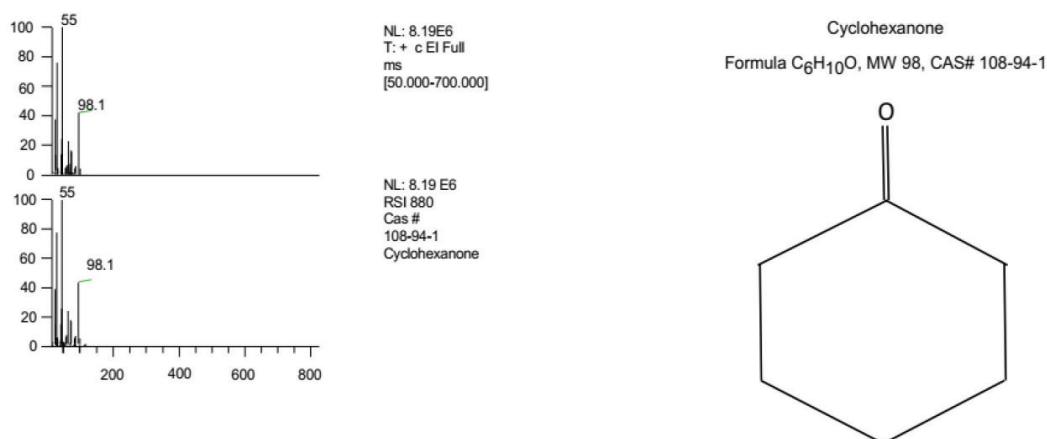 55
100
80
60
40
20
0
98.1
NL: 8.19E6
T: + c EI Full
ms
[50.000-700.000]
55
100
80
60
40
20
0
98.1
200
400
600
800
NL: 8.19 E6
RSI 880
Cas #
108-94-1
Cyclohexanone
Cyclohexanone
Formula C6H10O, MW 98, CAS# 108-94-1
O